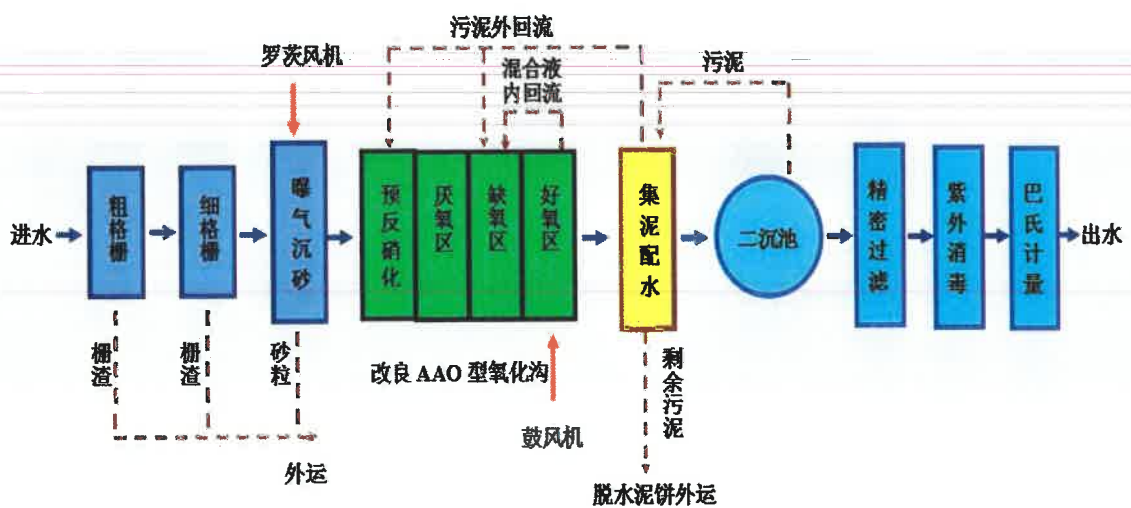 污泥外回流
罗茨风机
混合液
内回流
污泥
进水
粗格栅
细格栅
曝气沉砂
预反硝化
厌氧区
缺氧区
好氧区
集泥配水
二沉池
精密过滤
紫外消毒
巴氏计量
出水
栅渣
栅渣
砂粒
改良AAO型氧化沟
剩余污泥
鼓风机
外运
脱水泥饼外运